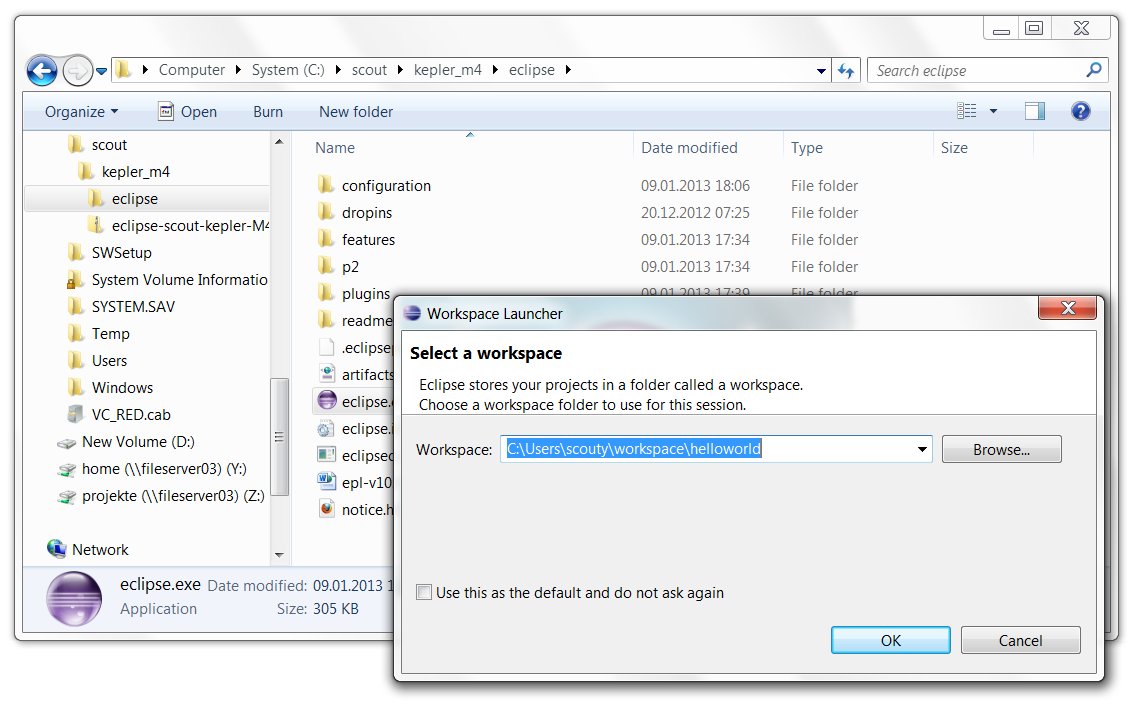 Computer System (C:) scout kepler_m4 eclipse
Search eclipse
Organize Open Burn New folder
scout
kepler_m4
eclipse
eclipse-scout-kepler-M4
SWSetup
System Volume Informatio
SYSTEM.SAV
Temp
Users
Windows
VC_RED.cab
New Volume (D:)
home (\\fileserver03) (Y:)
projekte (\\fileserver03) (Z:)
Network
Name Date modified Type Size
configuration 09.01.2013 18:06 File folder
dropins 20.12.2012 07:25 File folder
features 09.01.2013 17:34 File folder
p2 09.01.2013 17:34 File folder
plugins 09.01.2013 17:39 File folder
readme
.eclipsep
artifacts
eclipse.e
eclipse.i
eclipsec
epl-v10
notice.h
eclipse.exe Date modified: 09.01.2013 1
Application Size: 305 KB
Workspace Launcher
Select a workspace
Eclipse stores your projects in a folder called a workspace.
Choose a workspace folder to use for this session.
Workspace: C:\Users\scouty\workspace\helloworld Browse...
Use this as the default and do not ask again
OK Cancel